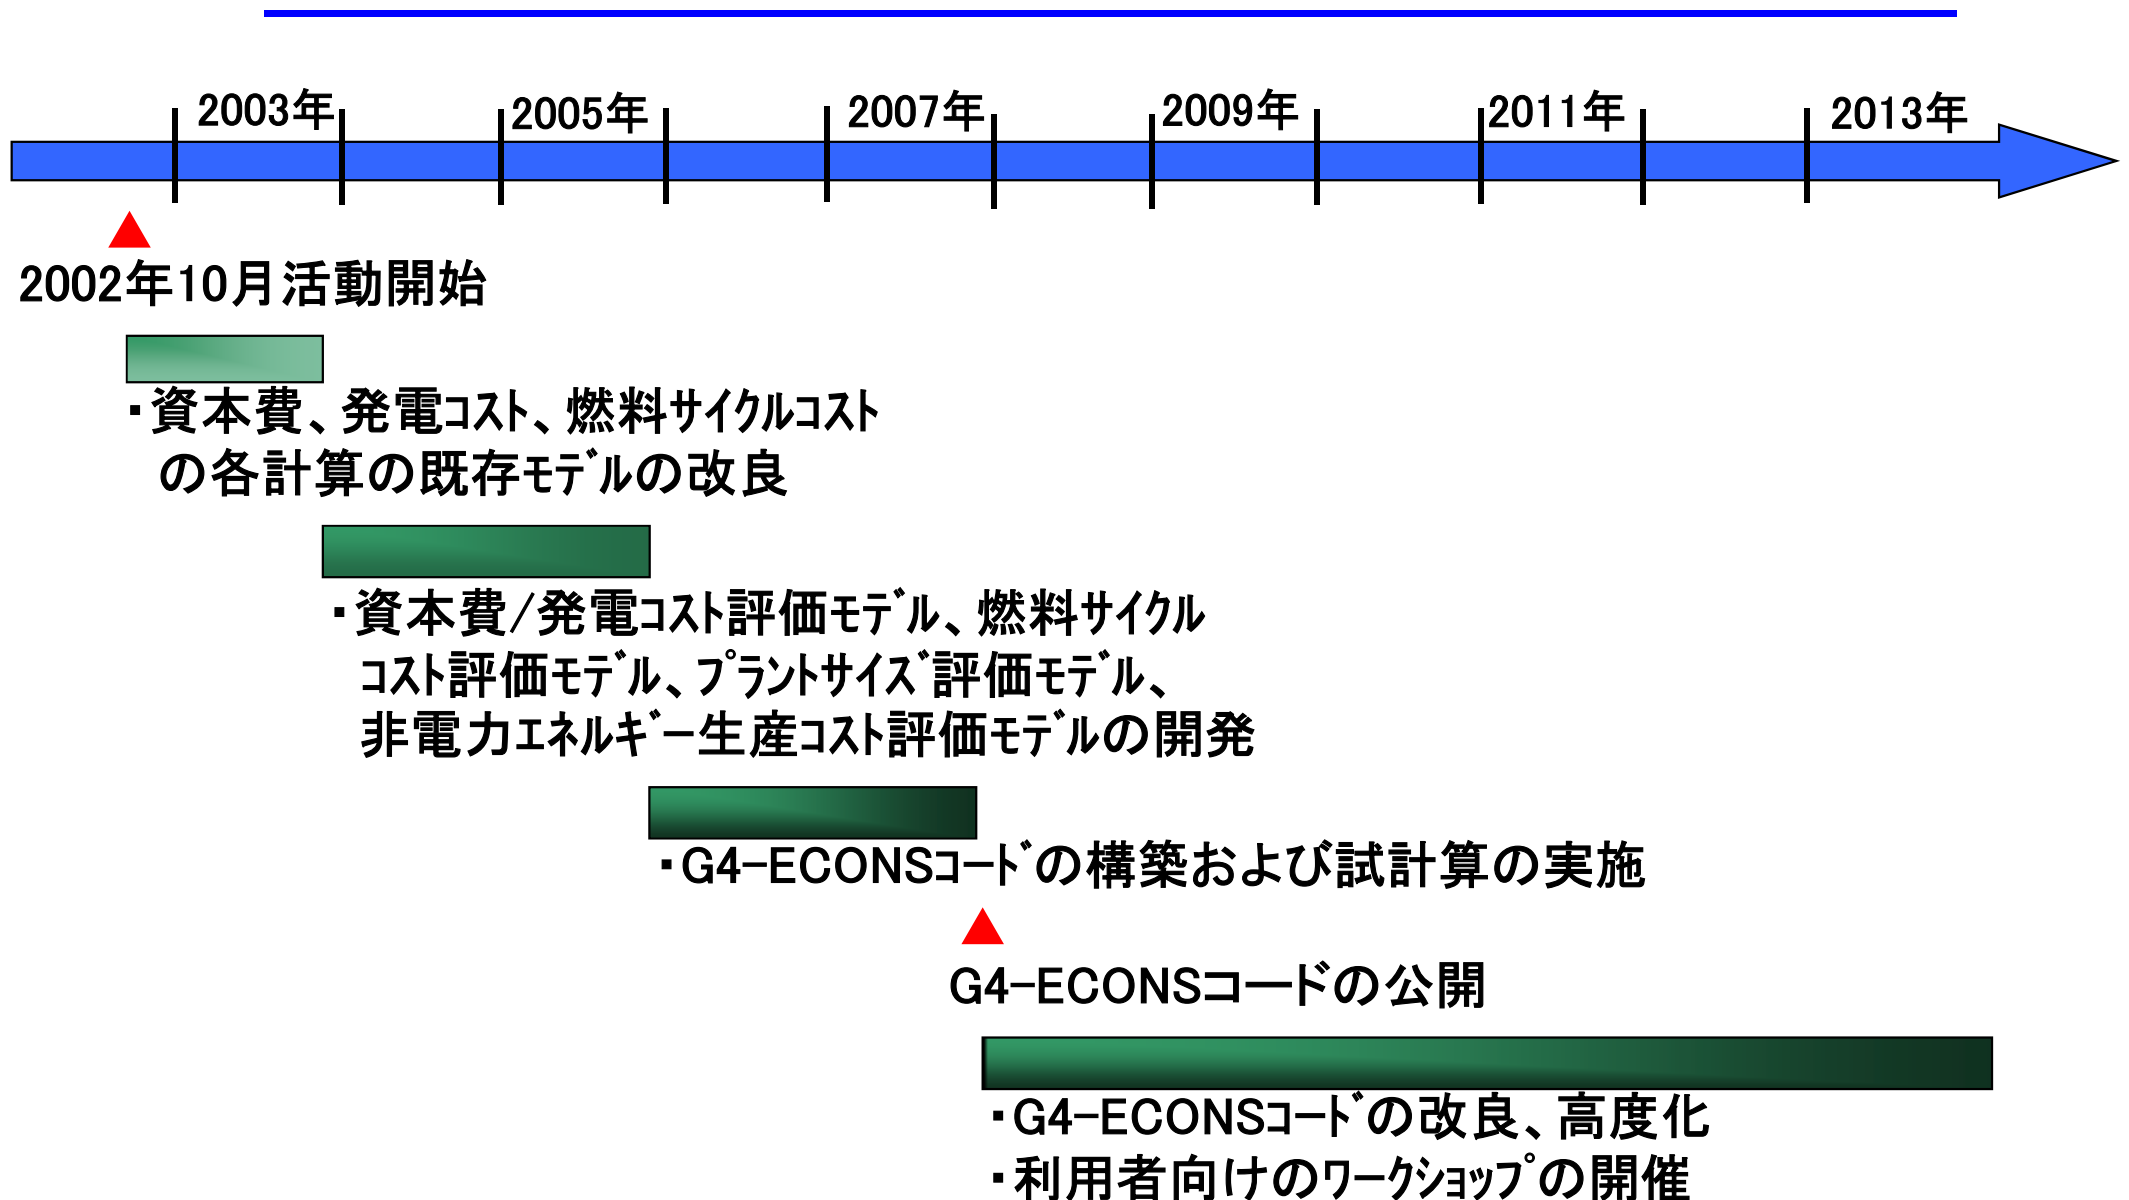 2003年 2005年 2007年 2009年 2011年 2013年
2002年10月活動開始
・資本費、発電ｺｽﾄ、燃料ｻｲｸﾙｺｽﾄ
の各計算の既存ﾓﾃﾞﾙの改良
・資本費/発電ｺｽﾄ評価ﾓﾃﾞﾙ、燃料ｻｲｸﾙ
ｺｽﾄ評価ﾓﾃﾞﾙ、ﾌﾟﾗﾝﾄｻｲｽﾞ評価ﾓﾃﾞﾙ、
非電力ｴﾈﾙｷﾞｰ生産ｺｽﾄ評価ﾓﾃﾞﾙの開発
・G4-ECONSｺｰﾄﾞの構築および試計算の実施
G4-ECONSコードの公開
・G4-ECONSｺｰﾄﾞの改良、高度化
・利用者向けのﾜｰｸｼｮｯﾌﾟの開催